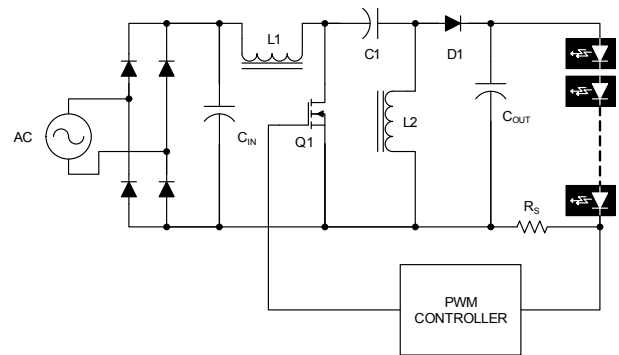 L1
C1
D1
AC
C_IN
Q1
L2
C_OUT
R_S
PWM
CONTROLLER